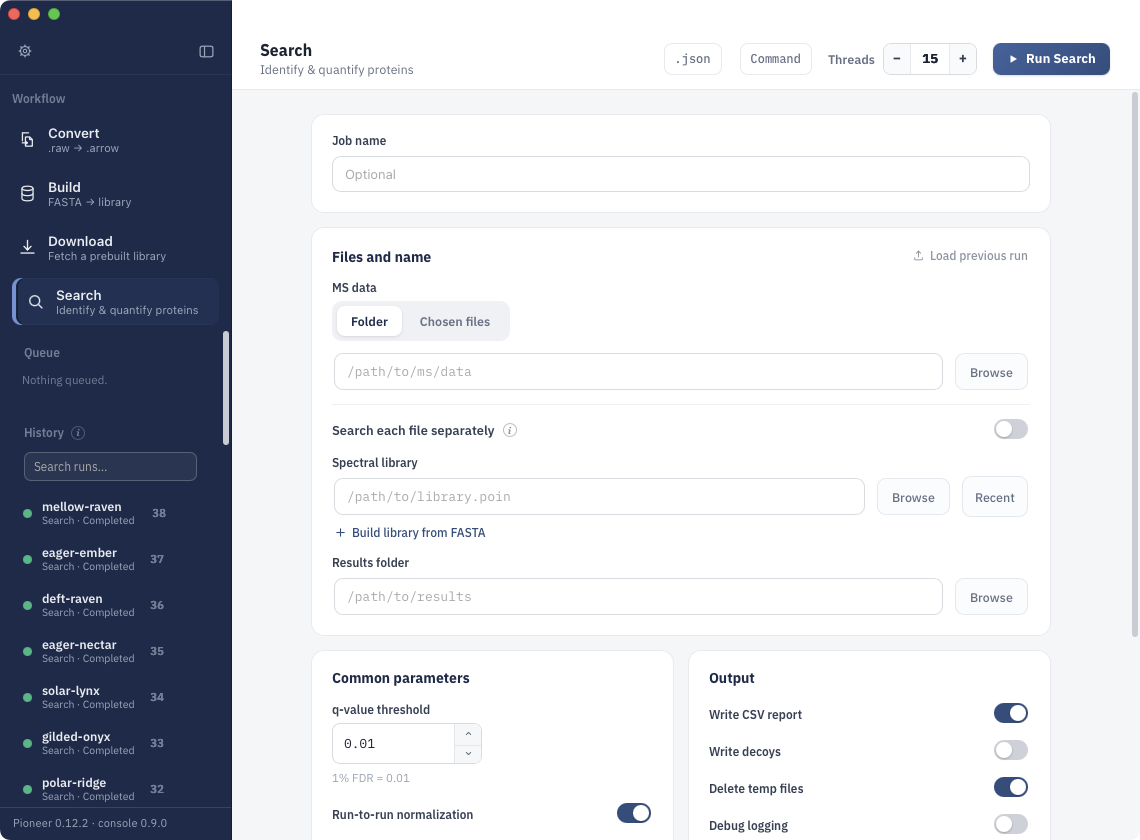 Search
Identify & quantify proteins
.json
Command
Threads
−
15
+
Run Search
Workflow
Convert
.raw → .arrow
Build
FASTA → library
Download
Fetch a prebuilt library
Search
Identify & quantify proteins
Queue
Nothing queued.
History
Search runs...
mellow-raven
Search · Completed
38
eager-ember
Search · Completed
37
deft-raven
Search · Completed
36
eager-nectar
Search · Completed
35
solar-lynx
Search · Completed
34
gilded-onyx
Search · Completed
33
polar-ridge
Search · Completed
32
Pioneer 0.12.2 · console 0.9.0
Job name
Optional
Files and name
Load previous run
MS data
Folder
Chosen files
/path/to/ms/data
Browse
Search each file separately
Spectral library
/path/to/library.poin
Browse
Recent
+ Build library from FASTA
Results folder
/path/to/results
Browse
Common parameters
q-value threshold
0.01
1% FDR = 0.01
Run-to-run normalization
Output
Write CSV report
Write decoys
Delete temp files
Debug logging